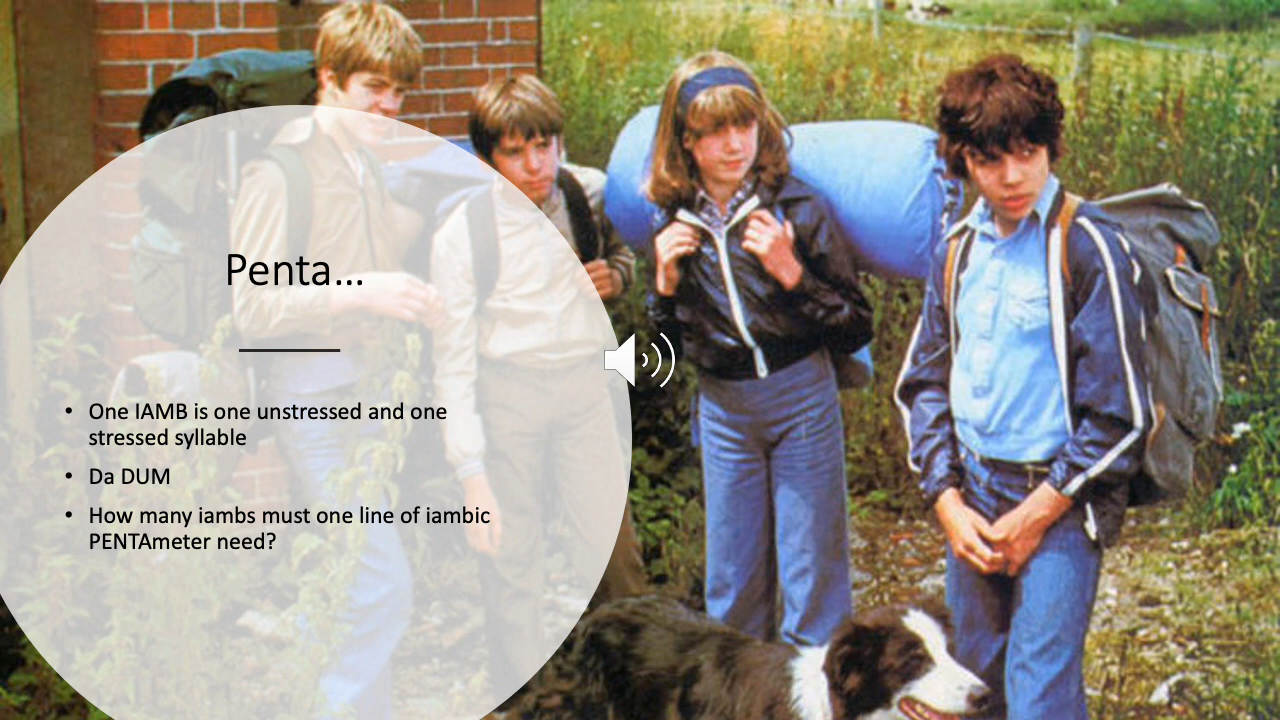 Penta...
• One IAMB is one unstressed and one
stressed syllable
• Da DUM
• How many iambs must one line of iambic
PENTAmeter need?